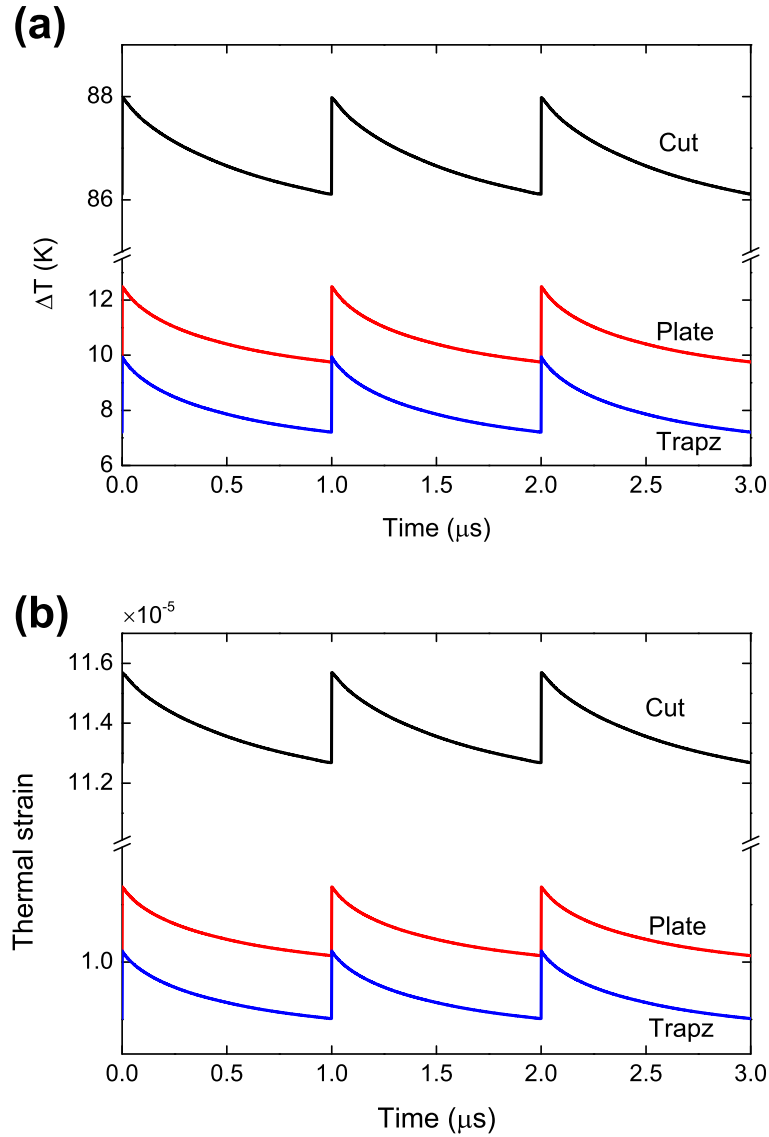 (a)
88
Cut
86
ΔT (K)
12
Plate
10
8
Trapz
6
0.0 0.5 1.0 1.5 2.0 2.5 3.0
Time (μs)
(b)
×10⁻⁵
11.6
Cut
11.4
11.2
Thermal strain
Plate
1.0
Trapz
0.0 0.5 1.0 1.5 2.0 2.5 3.0
Time (μs)